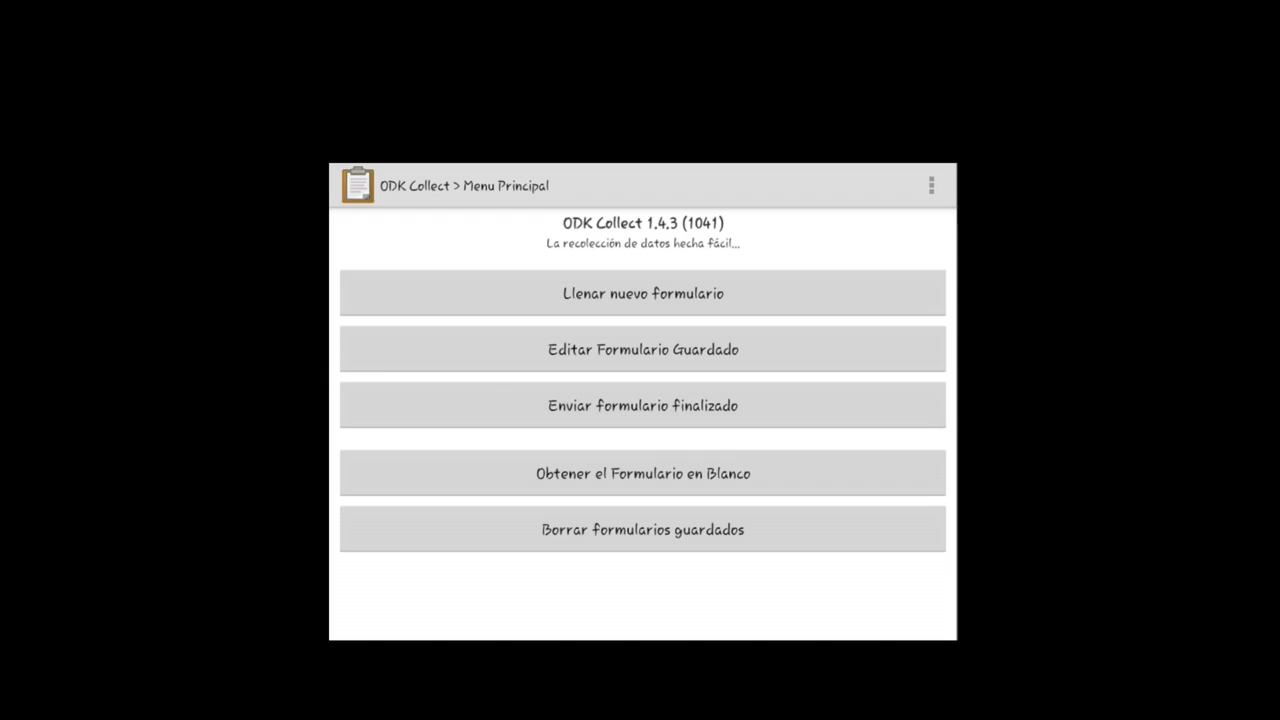 ODK Collect > Menu Principal
ODK Collect 1.4.3 (1041)
La recolección de datos hecha fácil...
Llenar nuevo formulario
Editar Formulario Guardado
Enviar formulario finalizado
Obtener el Formulario en Blanco
Borrar formularios guardados